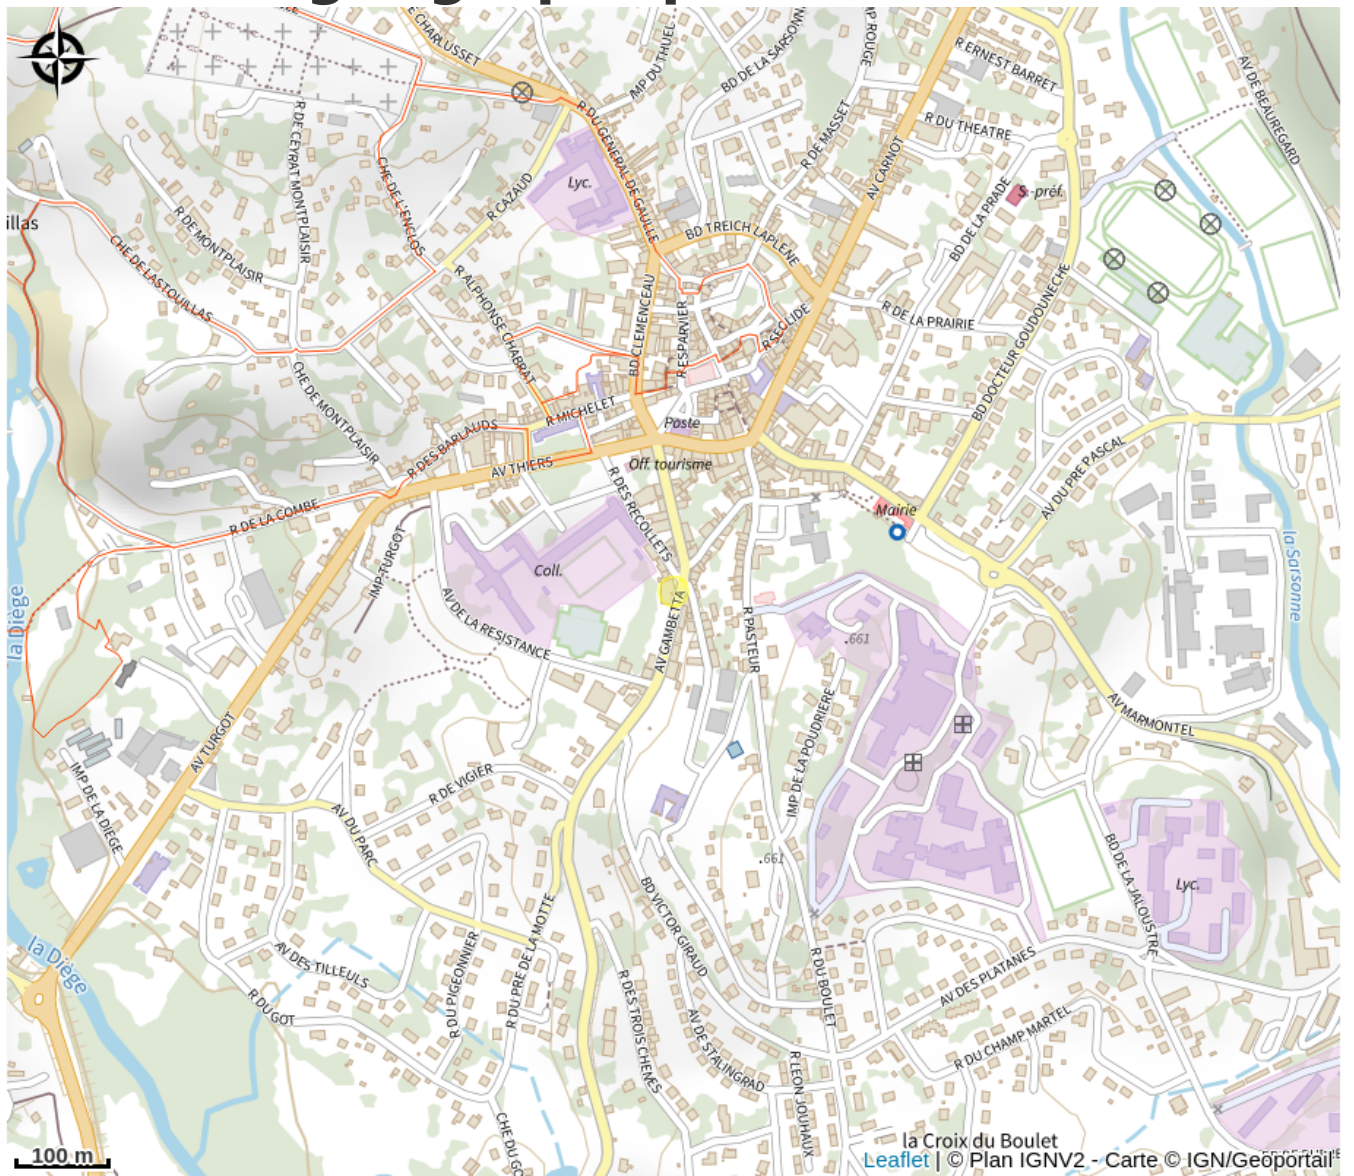 E CHARLUSSET
IMP DU THUEL
BD DE LA SARSONN
MP ROUGE
R ERNEST BARRET
AV DE BEAUREGARD
R DU GENERAL DE GAULLE
R DE CEYRAT MONTPLAISIR
R DE MASSET
R DU THEATRE
AV CARNOT
CHE DE L'ENCLOS
Lyc.
R CAZAUD
S.-préf.
BD DE LA PRADE
illas
R DE MONTPLAISIR
CHE DE LASTOUILLAS
BD TREICH LAPLENE
R ALPHONSE CHABRAT
BD CLEMENCEAU
R ESPARVIER
R SEGLIDE
R DE LA PRAIRIE
BD DOCTEUR GOUDOUNECHE
CHE DE MONTPLAISIR
R MICHELET
Poste
R DES BARLAUDS
AV THIERS
Off. tourisme
AV DU PRE PASCAL
R DE LA COMBE
R DES RECOLLETS
Mairie
IMP TURGOT
Coll.
la Sarsonne
la Diège
AV DE LA RESISTANCE
AV GAMBETTA
R PASTEUR
.661
AV TURGOT
IMP DE LA POUDRIERE
AV MARMONTEL
IMP DE LA DIEGE
R DE VIGIER
AV DU PARC
.661
BD DE LA JALOUSTRE
Lyc.
BD VICTOR GIRAUD
R DU PRE DE LA MOTTE
la Diège
AV DES TILLEULS
R DU PIGEONNIER
R DU GOT
R DES TROIS CHENES
AV DE STALINGRAD
R DU BOULET
AV DES PLATANES
R DU CHAMP MARTEL
R LEON JOUHAUX
CHE DU GO
la Croix du Boulet
100 m
Leaflet | © Plan IGNV2 - Carte © IGN/Geoportail